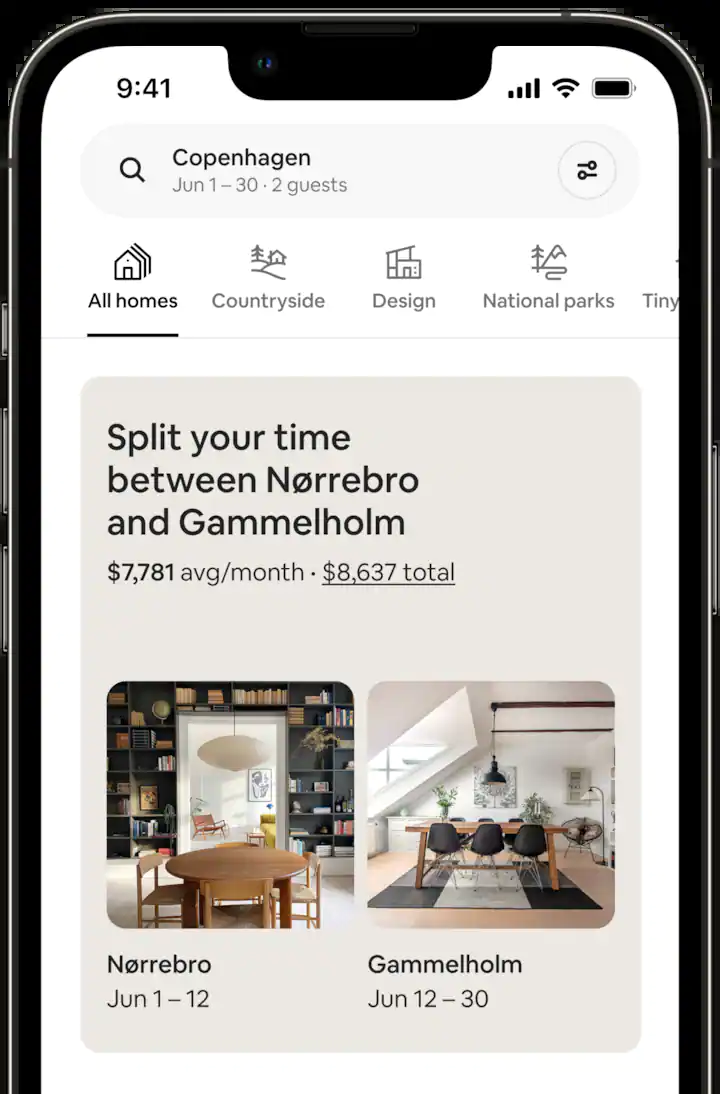 9:41
Copenhagen
Jun 1 – 30 · 2 guests
All homes
Countryside
Design
National parks
Tiny
Split your time
between Nørrebro
and Gammelholm
$7,781 avg/month · $8,637 total
Nørrebro
Jun 1 – 12
Gammelholm
Jun 12 – 30